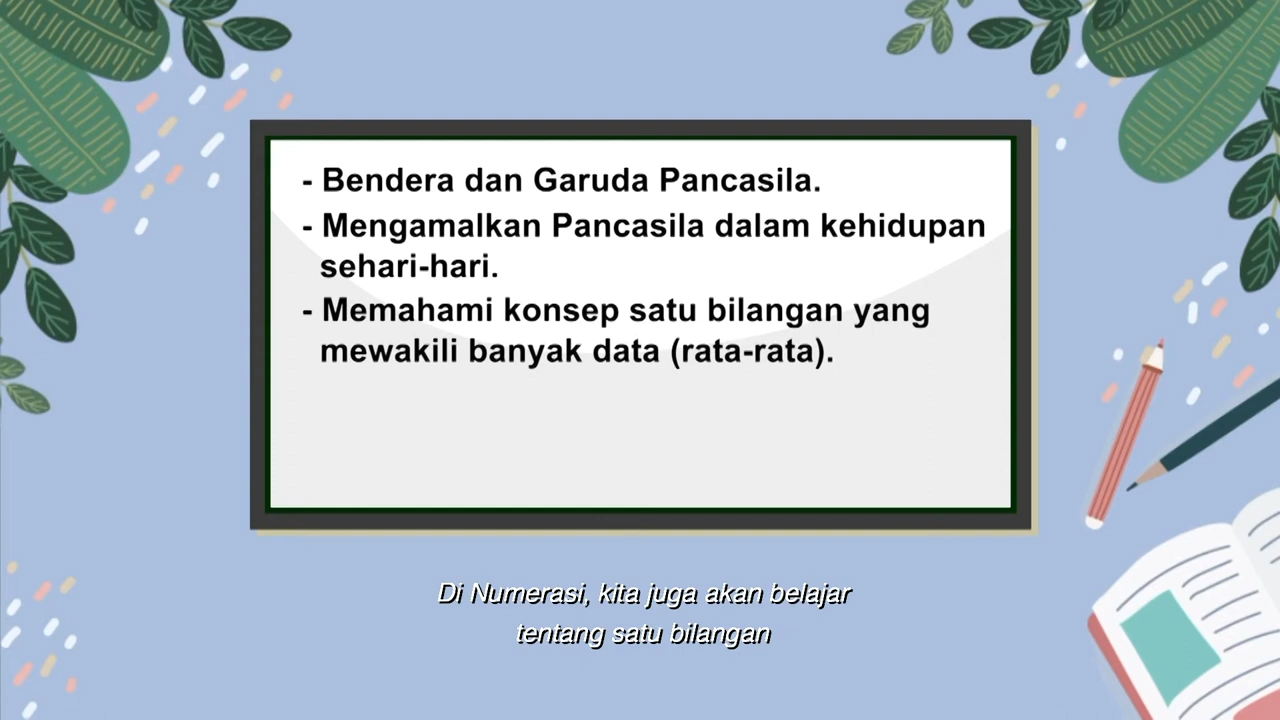 - Bendera dan Garuda Pancasila.
- Mengamalkan Pancasila dalam kehidupan
sehari-hari.
- Memahami konsep satu bilangan yang
mewakili banyak data (rata-rata).
Di Numerasi, kita juga akan belajar
tentang satu bilangan